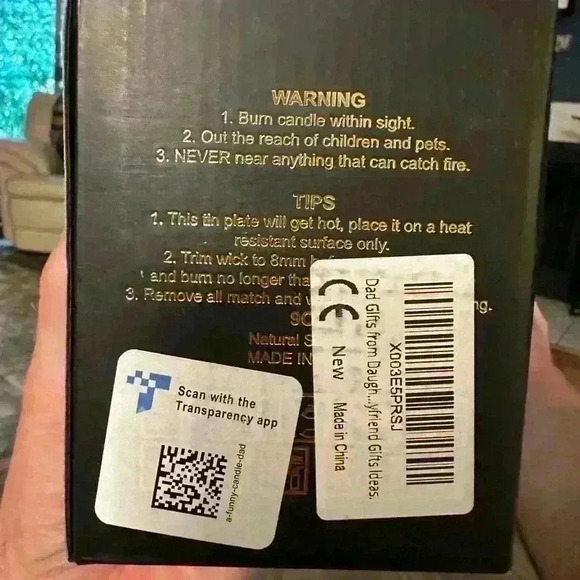 WARNING
1. Burn candle within sight.
2. Out the reach of children and pets.
3. NEVER near anything that can catch fire.
TIPS
1. This tin plate will get hot, place it on a heat
resistant surface only.
2. Trim wick to 8mm
and burn no longer
3. Remove all match and
Natural
MADE IN
Scan with the
Transparency app
a-funny-candle-dad
CE
X003E5PRSJ
Dad Gifts from Daugh...yfriend Gifts Ideas.
New Made in China